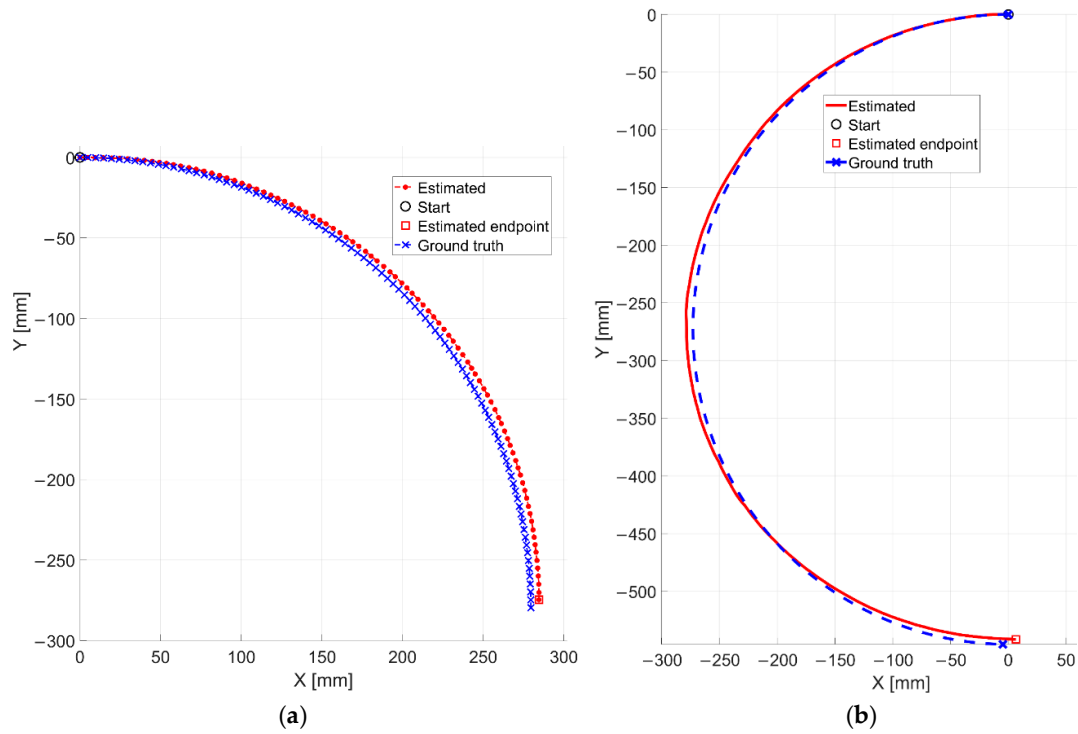 0
−50
−100
−150
−200
−250
−300
Y [mm]
0 50 100 150 200 250 300
X [mm]
Estimated
Start
Estimated endpoint
Ground truth
(a)
0
−50
−100
−150
−200
−250
−300
−350
−400
−450
−500
Y [mm]
−300 −250 −200 −150 −100 −50 0 50
X [mm]
Estimated
Start
Estimated endpoint
Ground truth
(b)